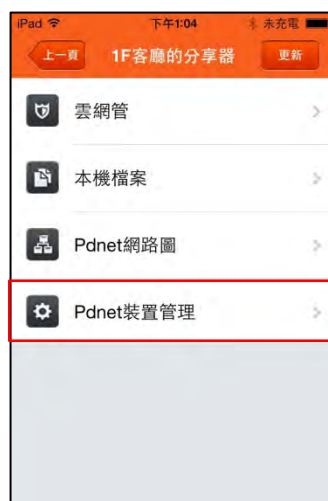 iPad 下午1:04 未充電
上一頁 1F客廳的分享器 更新
雲網管
本機檔案
Pdnet網路圖
Pdnet裝置管理